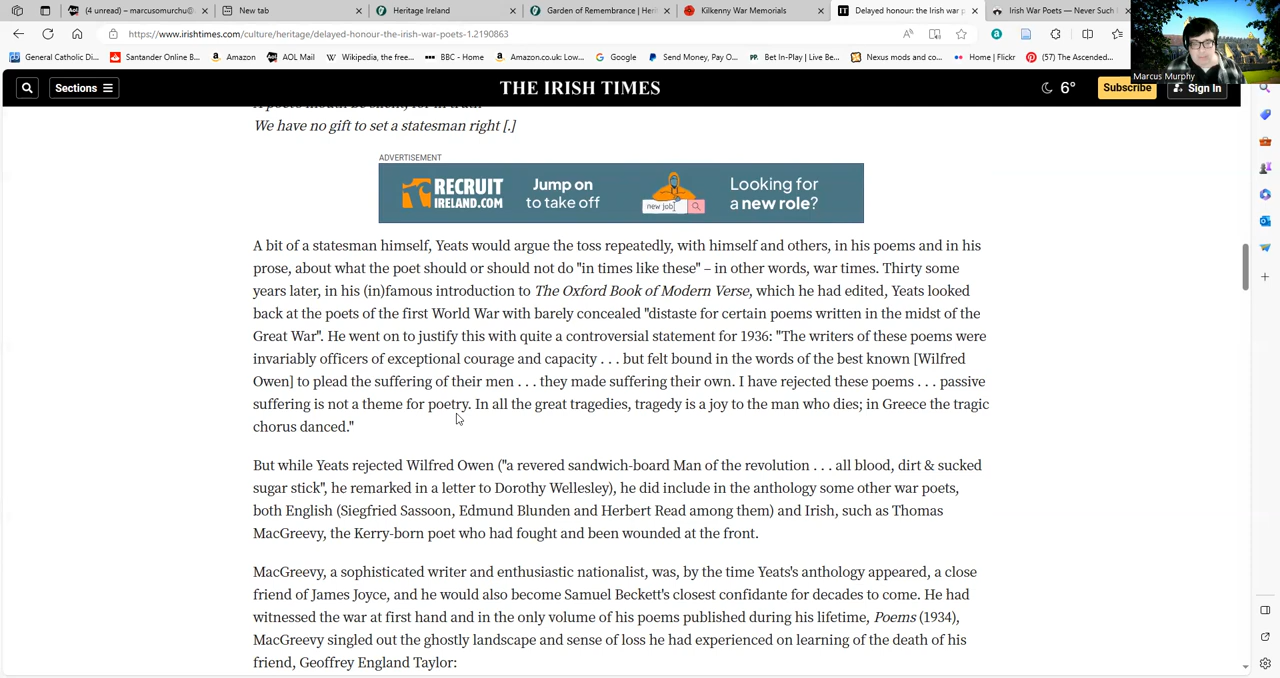 (4 unread) - marcusomurchu@
New tab
Heritage Ireland
Garden of Remembrance | Heri
Kilkenny War Memorials
Delayed honour: the Irish war p
Irish War Poets — Never Such I
https://www.irishtimes.com/culture/heritage/delayed-honour-the-irish-war-poets-1.2190863
General Catholic Di...
Santander Online B...
Amazon
AOL Mail
Wikipedia, the free...
BBC - Home
Amazon.co.uk: Low...
Google
Send Money, Pay O...
Bet In-Play | Live Be...
Nexus mods and co...
Home | Flickr
(57) The Ascended...
Marcus Murphy
Sections
THE IRISH TIMES
6°
Subscribe
Sign In
We have no gift to set a statesman right [.]
ADVERTISEMENT
RECRUIT
IRELAND.COM
Jump on
to take off
new job
Looking for
a new role?
A bit of a statesman himself, Yeats would argue the toss repeatedly, with himself and others, in his poems and in his
prose, about what the poet should or should not do "in times like these" – in other words, war times. Thirty some
years later, in his (in)famous introduction to The Oxford Book of Modern Verse, which he had edited, Yeats looked
back at the poets of the first World War with barely concealed "distaste for certain poems written in the midst of the
Great War". He went on to justify this with quite a controversial statement for 1936: "The writers of these poems were
invariably officers of exceptional courage and capacity . . . but felt bound in the words of the best known [Wilfred
Owen] to plead the suffering of their men . . . they made suffering their own. I have rejected these poems . . . passive
suffering is not a theme for poetry. In all the great tragedies, tragedy is a joy to the man who dies; in Greece the tragic
chorus danced."
But while Yeats rejected Wilfred Owen ("a revered sandwich-board Man of the revolution . . . all blood, dirt & sucked
sugar stick", he remarked in a letter to Dorothy Wellesley), he did include in the anthology some other war poets,
both English (Siegfried Sassoon, Edmund Blunden and Herbert Read among them) and Irish, such as Thomas
MacGreevy, the Kerry-born poet who had fought and been wounded at the front.
MacGreevy, a sophisticated writer and enthusiastic nationalist, was, by the time Yeats's anthology appeared, a close
friend of James Joyce, and he would also become Samuel Beckett's closest confidante for decades to come. He had
witnessed the war at first hand and in the only volume of his poems published during his lifetime, Poems (1934),
MacGreevy singled out the ghostly landscape and sense of loss he had experienced on learning of the death of his
friend, Geoffrey England Taylor: